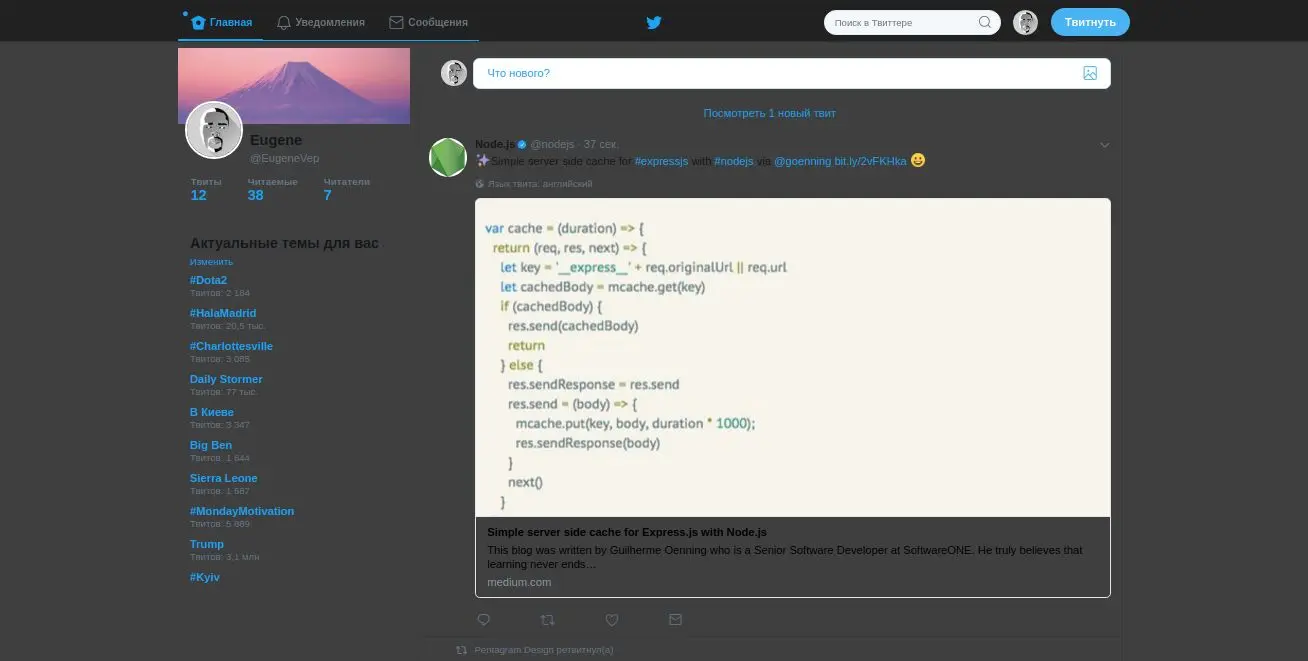 Главная
Уведомления
Сообщения
Поиск в Твиттере
Твитнуть
Eugene
@EugeneVep
Твиты Читаемые Читатели
12 38 7
Актуальные темы для вас
Изменить
#Dota2
Твитов: 2 184
#HalaMadrid
Твитов: 20,5 тыс.
#Charlottesville
Твитов: 3 085
Daily Stormer
Твитов: 77 тыс.
В Киеве
Твитов: 3 347
Big Ben
Твитов: 1 644
Sierra Leone
Твитов: 1 587
#MondayMotivation
Твитов: 5 889
Trump
Твитов: 3,1 млн
#Kyiv
Что нового?
Посмотреть 1 новый твит
Node.js @nodejs · 37 сек.
✨Simple server side cache for #expressjs with #nodejs via @goenning bit.ly/2vFKHka 😀
Язык твита: английский
var cache = (duration) => {
return (req, res, next) => {
let key = '__express__' + req.originalUrl || req.url
let cachedBody = mcache.get(key)
if (cachedBody) {
res.send(cachedBody)
return
} else {
res.sendResponse = res.send
res.send = (body) => {
mcache.put(key, body, duration * 1000);
res.sendResponse(body)
}
next()
}
Simple server side cache for Express.js with Node.js
This blog was written by Guilherme Oenning who is a Senior Software Developer at SoftwareONE. He truly believes that
learning never ends…
medium.com
Pentagram Design ретвитнул(а)